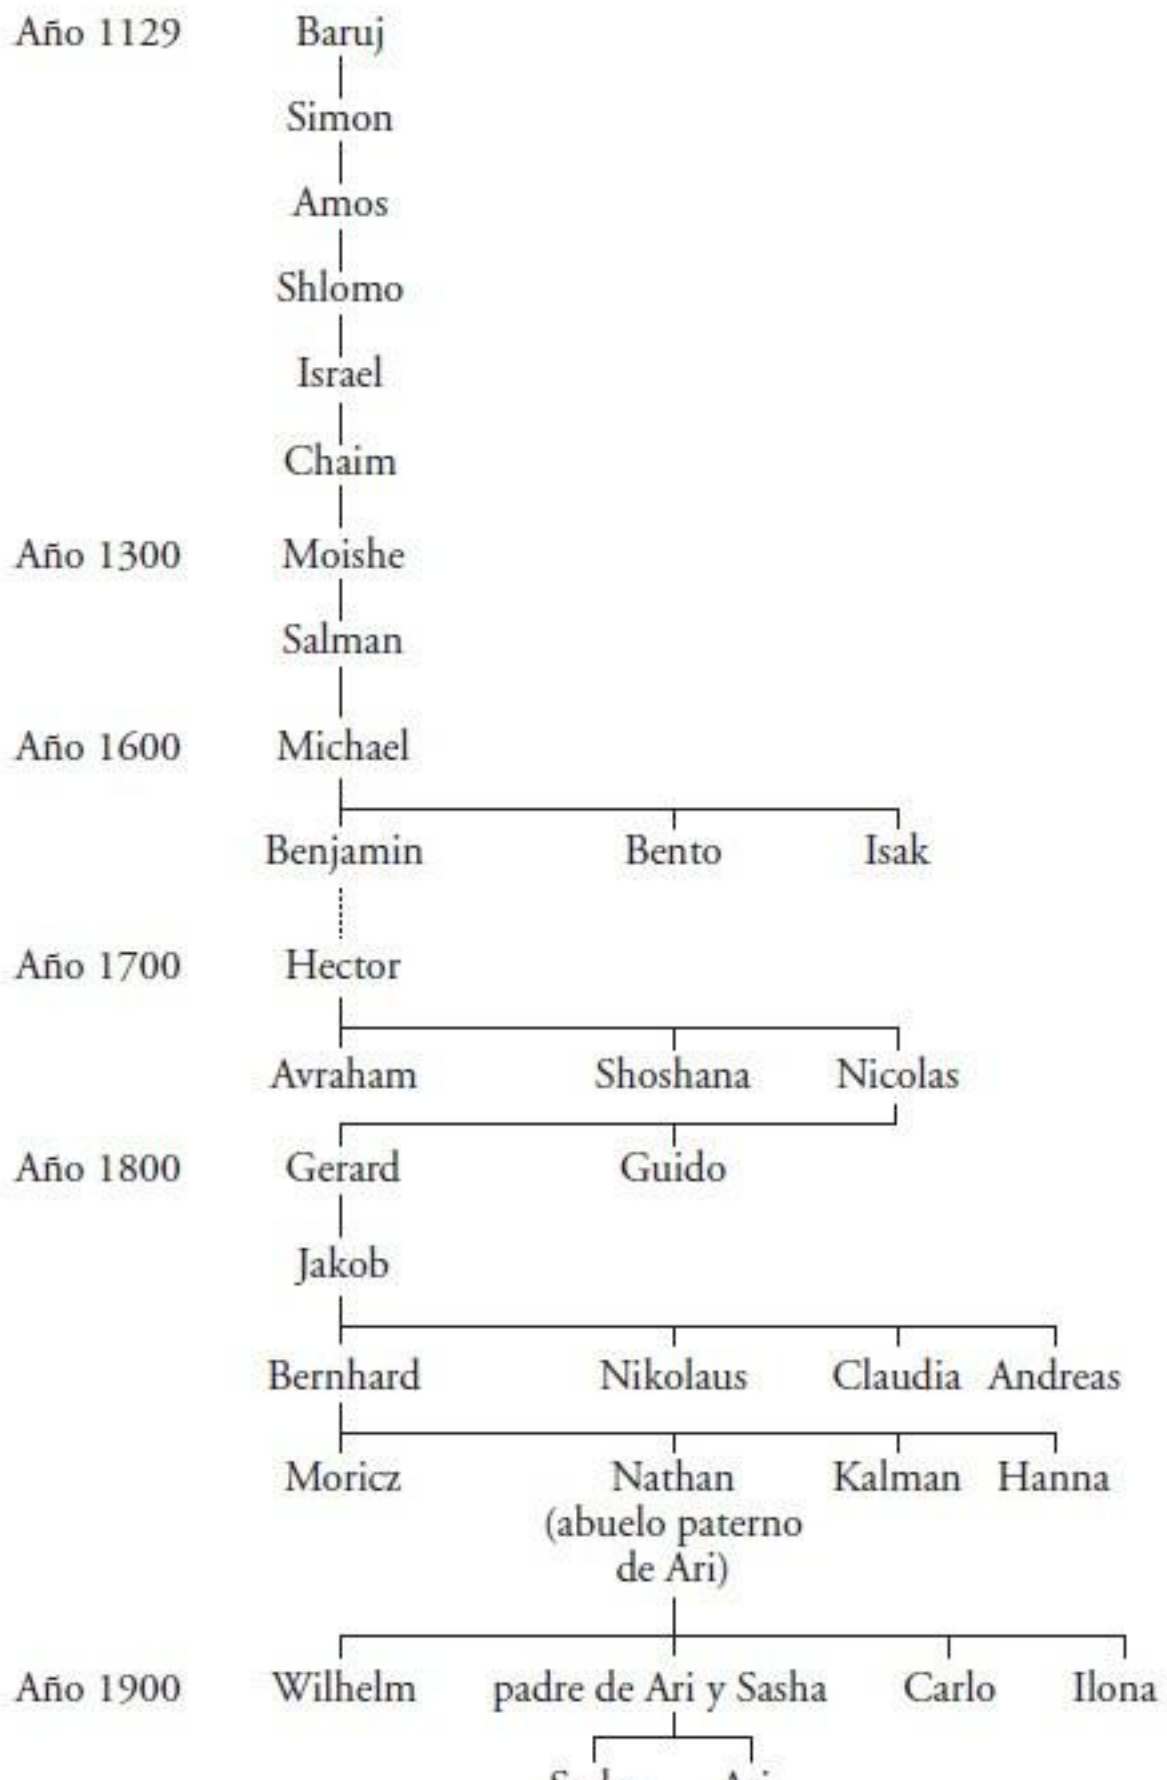 Año 1129 Baruj
Simon
Amos
Shlomo
Israel
Chaim
Año 1300 Moishe
Salman
Año 1600 Michael
Benjamin Bento Isak
Año 1700 Hector
Avraham Shoshana Nicolas
Año 1800 Gerard Guido
Jakob
Bernhard Nikolaus Claudia Andreas
Moricz Nathan Kalman Hanna
(abuelo paterno
de Ari)
Año 1900 Wilhelm padre de Ari y Sasha Carlo Ilona